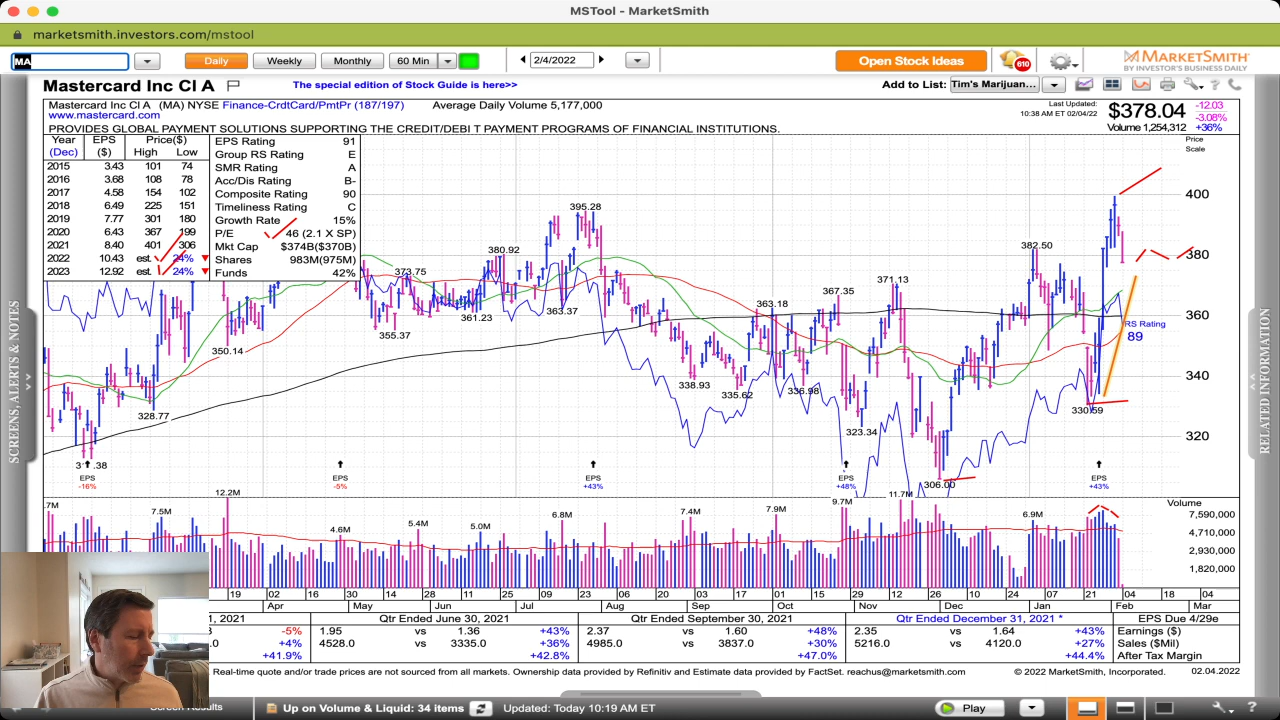 MSTool - MarketSmith
marketsmith.investors.com/mstool
MA Daily Weekly Monthly 60 Min 2/4/2022 Open Stock Ideas 610 MARKETSMITH
BY INVESTOR'S BUSINESS DAILY
Mastercard Inc Cl A The special edition of Stock Guide is here>> Add to List: Tim's Marijuan...
Mastercard Inc Cl A (MA) NYSE Finance-CrdtCard/PmtPr (187/197) Average Daily Volume 5,177,000
www.mastercard.com
PROVIDES GLOBAL PAYMENT SOLUTIONS SUPPORTING THE CREDIT/DEBI T PAYMENT PROGRAMS OF FINANCIAL INSTITUTIONS.
Last Updated:
10:38 AM ET 02/04/22
$378.04 -12.03
-3.08%
Volume 1,254,312 +36%
Year EPS Price($)
(Dec) ($) High Low
2015 3.43 101 74
2016 3.68 108 78
2017 4.58 154 102
2018 6.49 225 151
2019 7.77 301 180
2020 6.43 367 199
2021 8.40 401 306
2022 10.43 est. 24%
2023 12.92 est. 24%
EPS Rating 91
Group RS Rating E
SMR Rating A
Acc/Dis Rating B-
Composite Rating 90
Timeliness Rating C
Growth Rate 15%
P/E 46 (2.1 X SP)
Mkt Cap $374B($370B)
Shares 983M(975M)
Funds 42%
Price
Scale
400
380
360
340
320
395.28
380.92
382.50
373.75
371.13
367.35
363.18
361.23
363.37
355.37
350.14
338.93
335.62
336.98
328.77
330.59
323.34
306.00
RS Rating
89
EPS EPS EPS EPS EPS
-16% -5% +43% +48% +43%
Volume
7,590,000
4,710,000
2,930,000
1,820,000
7.5M 12.2M 4.6M 5.4M 5.0M 6.8M 7.4M 7.9M 9.7M 11.7M 6.9M
19 02 16 30 14 28 11 25 09 23 06 20 03 17 01 15 29 12 26 10 24 07 21 04 18 04
Apr May Jun Jul Aug Sep Oct Nov Dec Jan Feb Mar
1, 2021 Qtr Ended June 30, 2021 Qtr Ended September 30, 2021 Qtr Ended December 31, 2021 * EPS Due 4/29e
-5% 1.95 vs 1.36 +43% 2.37 vs 1.60 +48% 2.35 vs 1.64 +43% Earnings ($)
+4% 4528.0 vs 3335.0 +36% 4985.0 vs 3837.0 +30% 5216.0 vs 4120.0 +27% Sales ($Mil)
+41.9% +42.8% +47.0% +44.4% After Tax Margin
Real-time quote and/or trade prices are not sourced from all markets. Ownership data provided by Refinitiv and Estimate data provided by FactSet. reachus@marketsmith.com © 2022 MarketSmith, Incorporated. 02.04.2022
SCREENS, ALERTS & NOTES
RELATED INFORMATION
Screen Results Up on Volume & Liquid: 34 items Updated: Today 10:19 AM ET Play